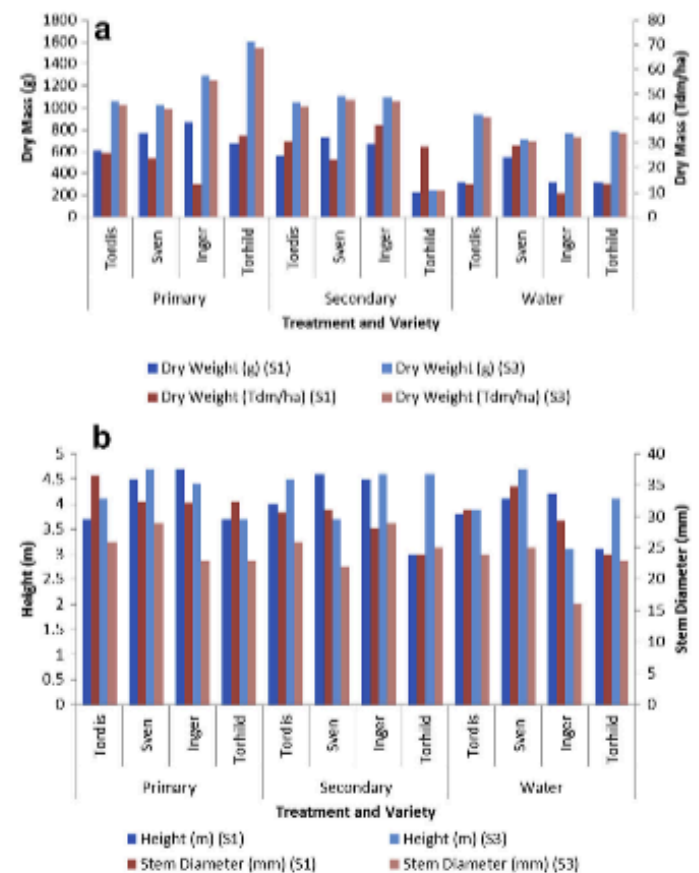 a
1800
1600
1400
1200
1000
800
600
400
200
0
Dry Mass (g)
80
70
60
50
40
30
20
10
0
Dry Mass (Tdm/ha)
Tordis
Sven
Inger
Torhild
Tordis
Sven
Inger
Torhild
Tordis
Sven
Inger
Torhild
Primary
Secondary
Water
Treatment and Variety
Dry Weight (g) (S1)
Dry Weight (g) (S3)
Dry Weight (Tdm/ha) (S1)
Dry Weight (Tdm/ha) (S3)
b
5
4.5
4
3.5
3
2.5
2
1.5
1
0.5
0
Height (m)
40
35
30
25
20
15
10
5
0
Stem Diameter (mm)
Tordis
Sven
Inger
Torhild
Tordis
Sven
Inger
Torhild
Tordis
Sven
Inger
Torhild
Primary
Secondary
Water
Treatment and Variety
Height (m) (S1)
Height (m) (S3)
Stem Diameter (mm) (S1)
Stem Diameter (mm) (S3)